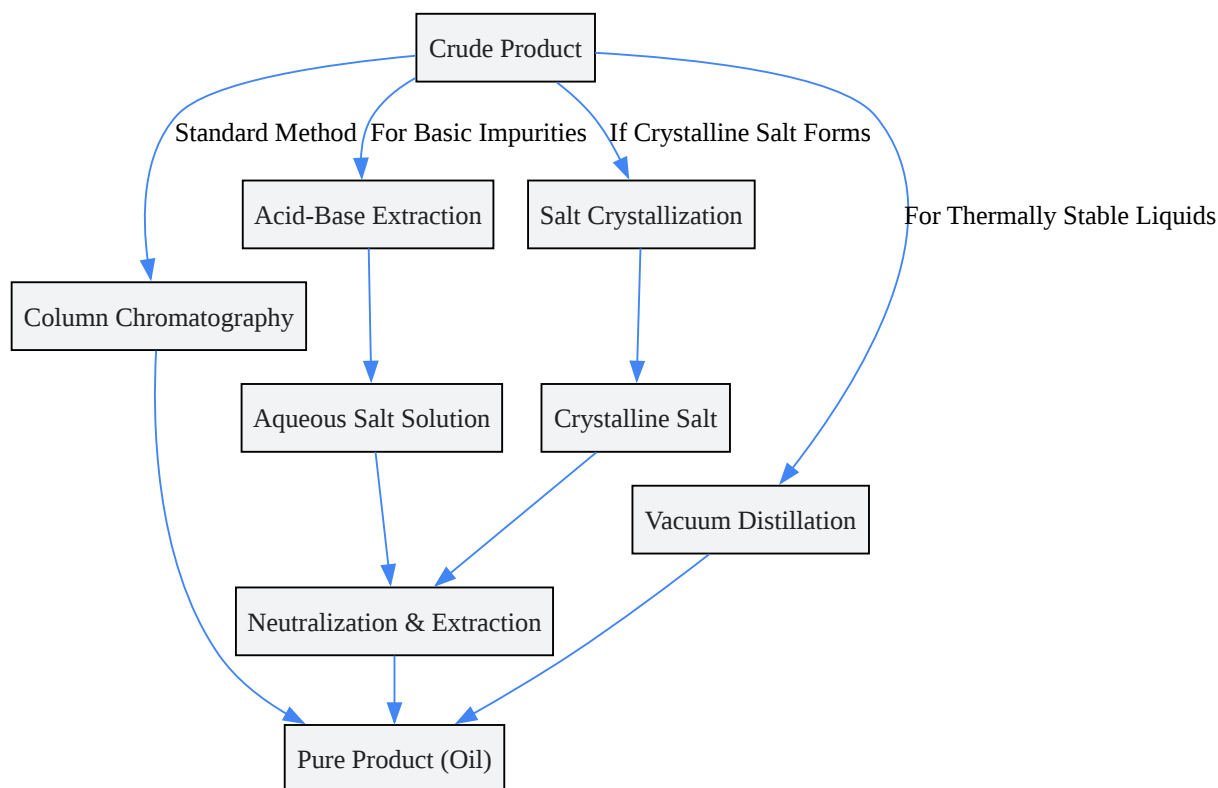 Crude Product
Standard Method
For Basic Impurities
If Crystalline Salt Forms
Acid-Base Extraction
Salt Crystallization
For Thermally Stable Liquids
Column Chromatography
Aqueous Salt Solution
Crystalline Salt
Vacuum Distillation
Neutralization & Extraction
Pure Product (Oil)